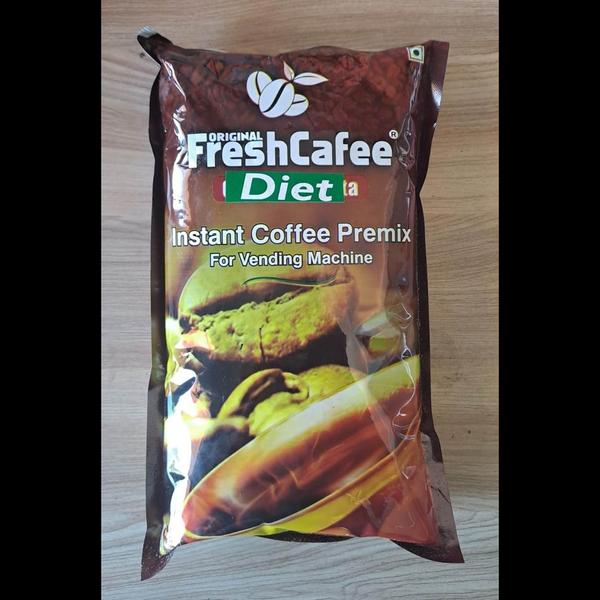 ORIGINAL
FreshCafee®
Diet
Instant Coffee Premix
For Vending Machine